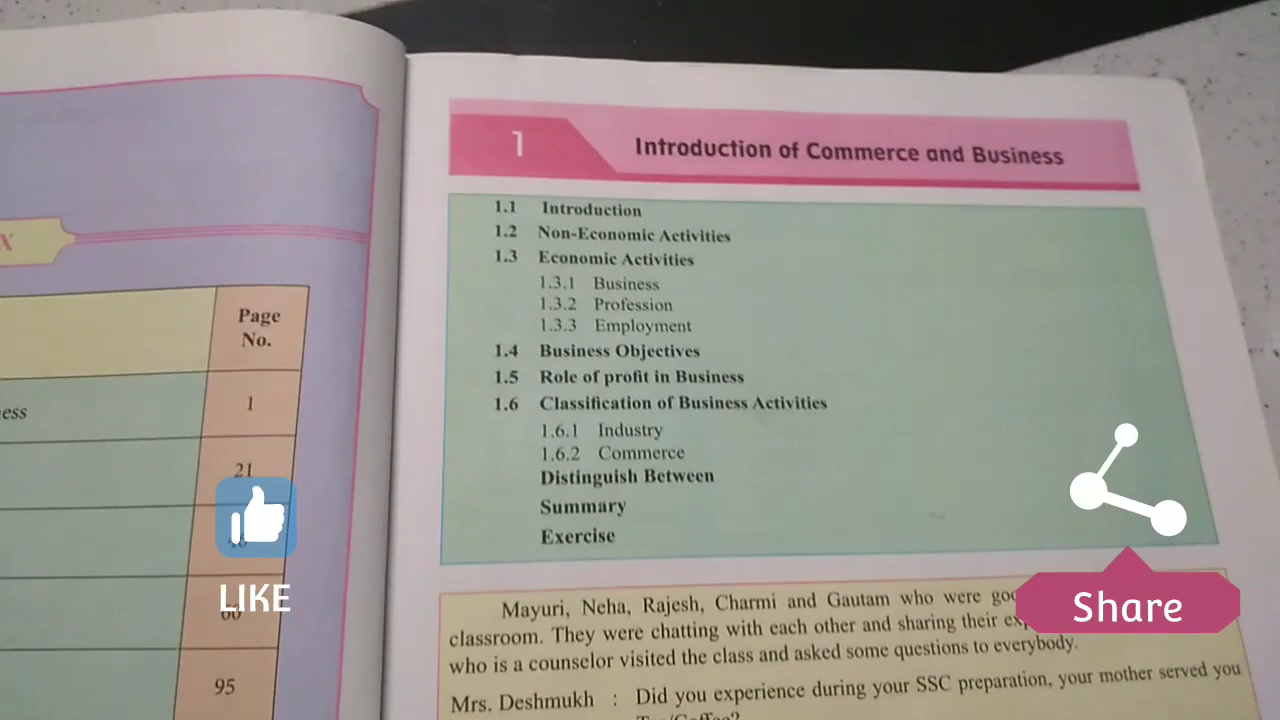 X
Page
No.
ess
1
21
60
95
LIKE
1 Introduction of Commerce and Business
1.1 Introduction
1.2 Non-Economic Activities
1.3 Economic Activities
1.3.1 Business
1.3.2 Profession
1.3.3 Employment
1.4 Business Objectives
1.5 Role of profit in Business
1.6 Classification of Business Activities
1.6.1 Industry
1.6.2 Commerce
Distinguish Between
Summary
Exercise
Share
Mayuri, Neha, Rajesh, Charmi and Gautam who were
classroom. They were chatting with each other and sharing their
who is a counselor visited the class and asked some questions to everybody.
Mrs. Deshmukh : Did you experience during your SSC preparation, your mother served you
Tea/Coffee?